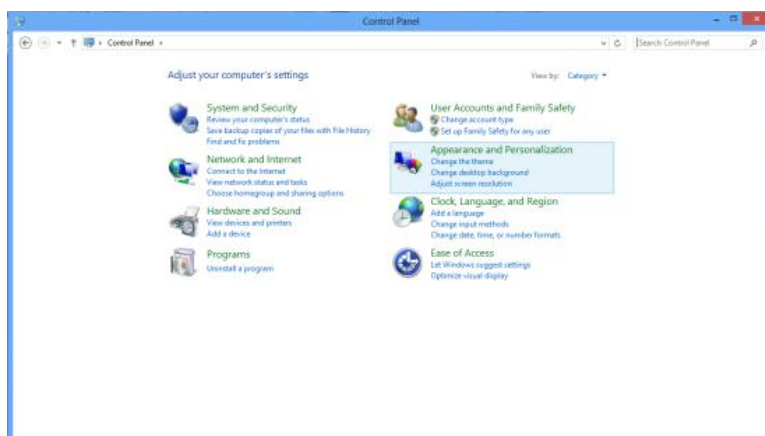 Control Panel
Control Panel
Search Control Panel
Adjust your computer's settings
View by: Category
System and Security
Review your computer's status
Save backup copies of your files with File History
Find and fix problems
Network and Internet
Connect to the Internet
View network status and tasks
Choose homegroup and sharing options
Hardware and Sound
View devices and printers
Add a device
Programs
Uninstall a program
User Accounts and Family Safety
Change account type
Set up Family Safety for any user
Appearance and Personalization
Change the theme
Change desktop background
Adjust screen resolution
Clock, Language, and Region
Add a language
Change input methods
Change date, time, or number formats
Ease of Access
Let Windows suggest settings
Optimize visual display